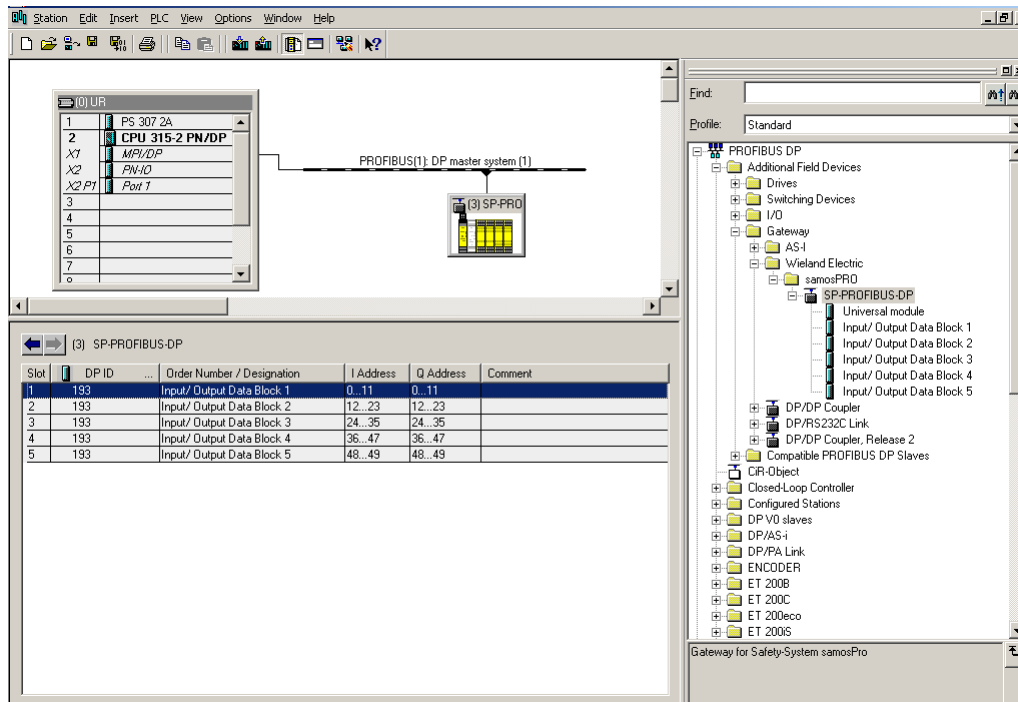 Station Edit Insert PLC View Options Window Help
(0) UR
1 PS 307 2A
2 CPU 315-2 PN/DP
X1 MPI/DP
X2 PN-IO
X2 P1 Port 1
3
4
5
6
7
PROFIBUS(1): DP master system (1)
(3) SP-PRO
(3) SP-PROFIBUS-DP
Slot DP ID ... Order Number / Designation I Address Q Address Comment
1 193 Input/ Output Data Block 1 0...11 0...11
2 193 Input/ Output Data Block 2 12...23 12...23
3 193 Input/ Output Data Block 3 24...35 24...35
4 193 Input/ Output Data Block 4 36...47 36...47
5 193 Input/ Output Data Block 5 48...49 48...49
Find:
Profile: Standard
PROFIBUS DP
Additional Field Devices
Drives
Switching Devices
I/O
Gateway
AS-I
Wieland Electric
samosPRO
SP-PROFIBUS-DP
Universal module
Input/ Output Data Block 1
Input/ Output Data Block 2
Input/ Output Data Block 3
Input/ Output Data Block 4
Input/ Output Data Block 5
DP/DP Coupler
DP/RS232C Link
DP/DP Coupler, Release 2
Compatible PROFIBUS DP Slaves
CiR-Object
Closed-Loop Controller
Configured Stations
DP V0 slaves
DP/AS-i
DP/PA Link
ENCODER
ET 200B
ET 200C
ET 200eco
ET 200iS
Gateway for Safety-System samosPro